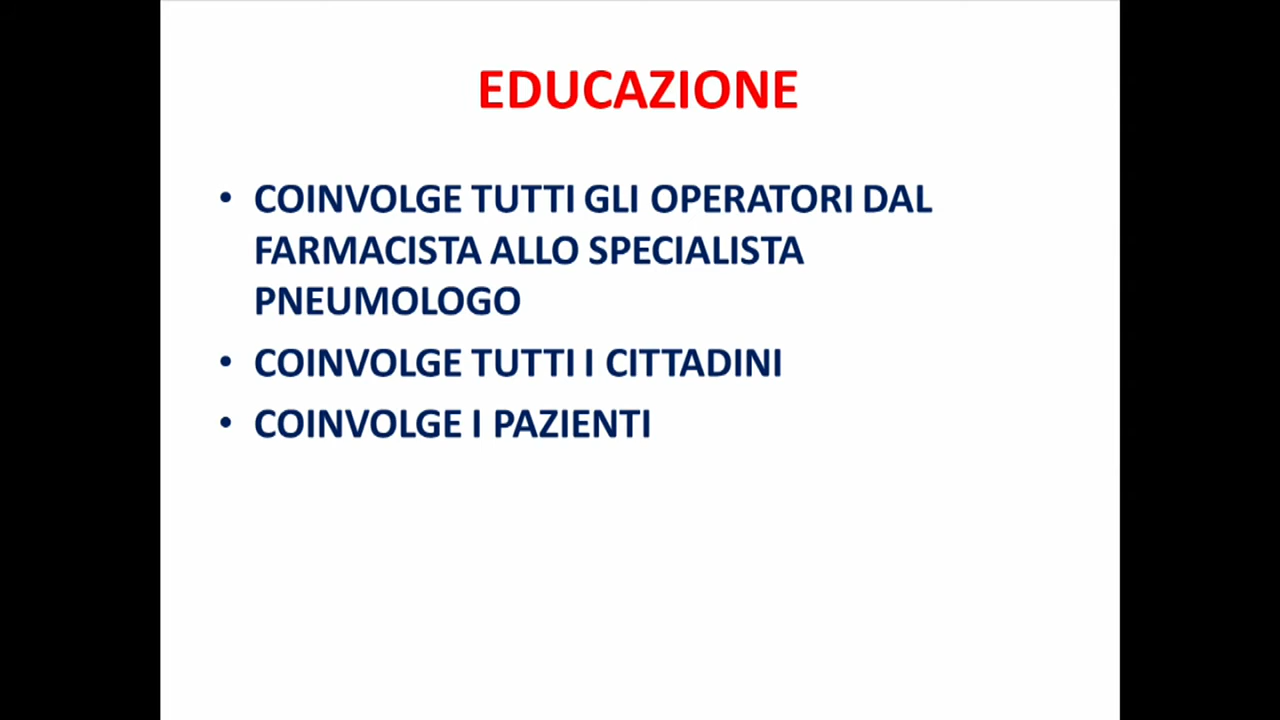 EDUCAZIONE
• COINVOLGE TUTTI GLI OPERATORI DAL
FARMACISTA ALLO SPECIALISTA
PNEUMOLOGO
• COINVOLGE TUTTI I CITTADINI
• COINVOLGE I PAZIENTI